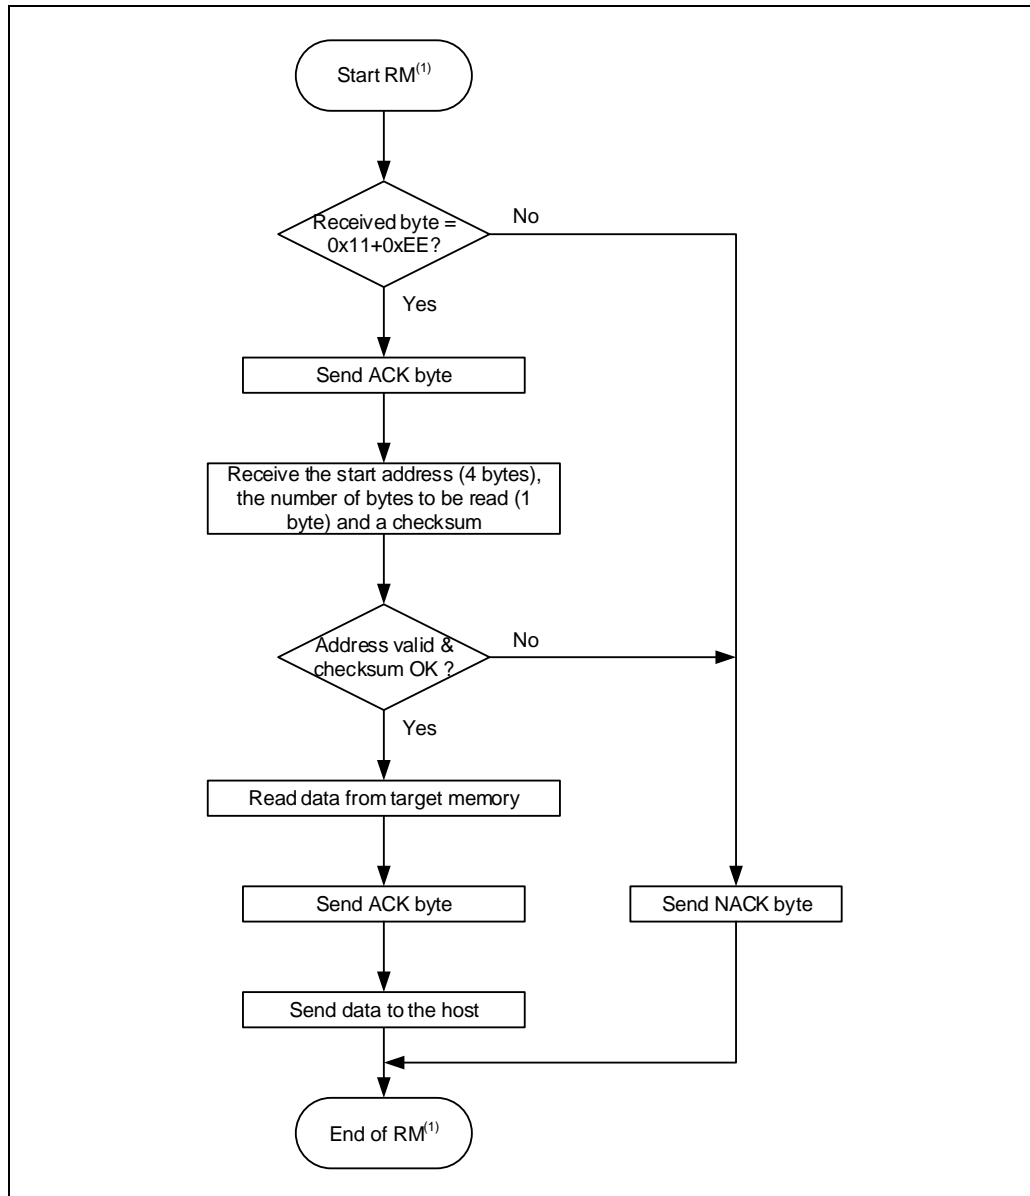 Start RM(1)
Received byte =
0x11+0xEE?
No
Yes
Send ACK byte
Receive the start address (4 bytes),
the number of bytes to be read (1
byte) and a checksum
Address valid &
checksum OK ?
No
Yes
Read data from target memory
Send ACK byte
Send NACK byte
Send data to the host
End of RM(1)